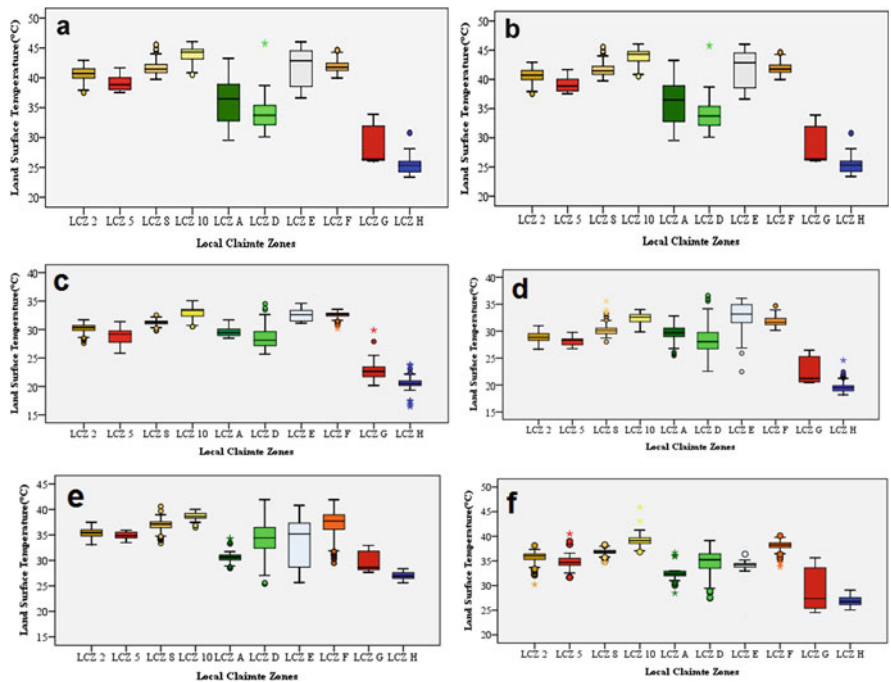 a
Land Surface Temperature(°C)
50
45
40
35
30
25
20
LCZ 2 LCZ 5 LCZ 8 LCZ 10 LCZ A LCZ D LCZ E LCZ F LCZ G LCZ H
Local Claimte Zones
b
Land Surface Temperature(°C)
50
45
40
35
30
25
20
LCZ 2 LCZ 5 LCZ 8 LCZ 10 LCZ A LCZ D LCZ E LCZ F LCZ G LCZ H
Local Claimte Zones
c
Land Surface Temperature(°C)
40
35
30
25
20
15
LCZ 2 LCZ 5 LCZ 8 LCZ 10 LCZ A LCZ D LCZ E LCZ F LCZ G LCZ H
Local Claimte Zones
d
Land Surface Temperature(°C)
40
35
30
25
20
15
LCZ 2 LCZ 5 LCZ 8 LCZ 10 LCZ A LCZ D LCZ E LCZ F LCZ G LCZ H
Local Claimte Zones
e
Land Surface Temperature(°C)
45
40
35
30
25
20
15
LCZ 2 LCZ 5 LCZ 8 LCZ 10 LCZ A LCZ D LCZ E LCZ F LCZ G LCZ H
Local Claimte Zones
f
Land Surface Temperature(°C)
50
45
40
35
30
25
20
LCZ 2 LCZ 5 LCZ 8 LCZ 10 LCZ A LCZ D LCZ E LCZ F LCZ G LCZ H
Local Claimte Zones